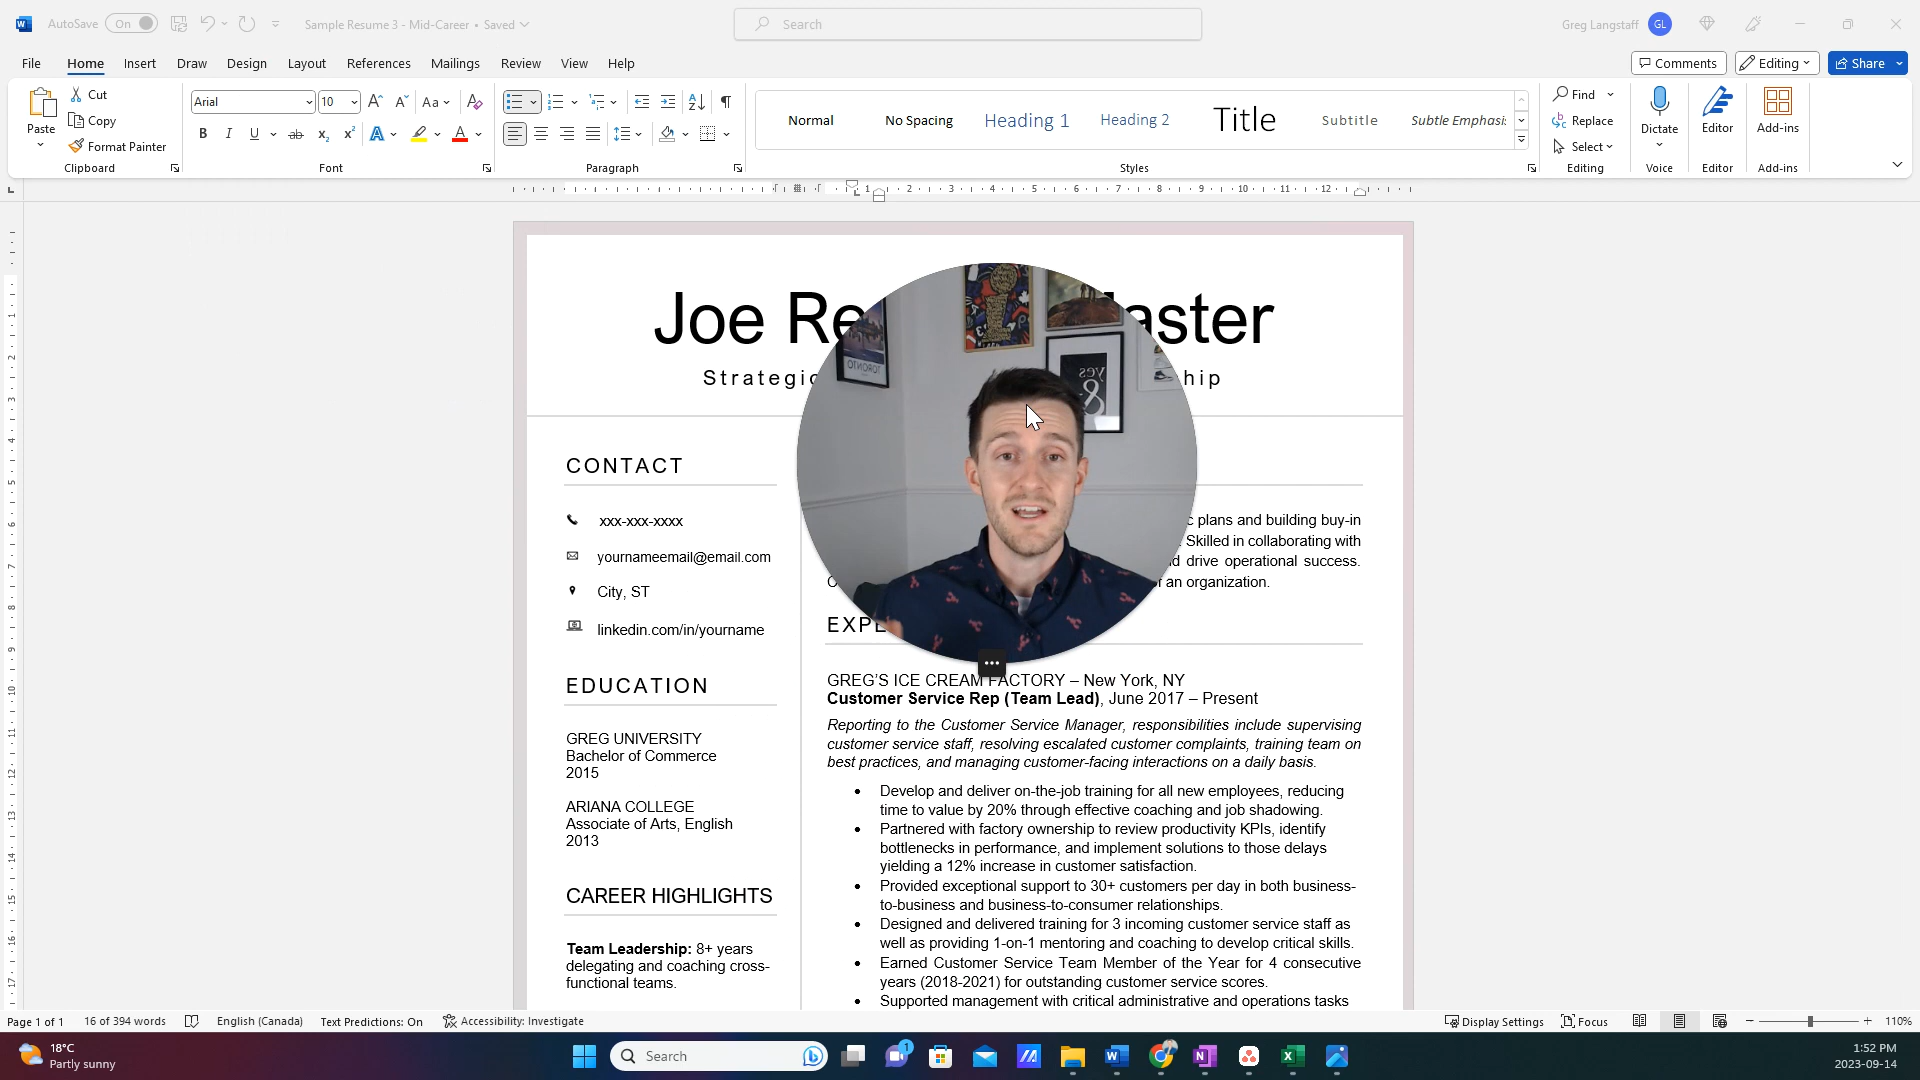 AutoSave On Sample Resume 3 - Mid-Career • Saved Search Greg Langstaff GL
File Home Insert Draw Design Layout References Mailings Review View Help Comments Editing Share
Paste Cut Copy Format Painter Clipboard
Arial 10 Aa Font
Paragraph
Normal No Spacing Heading 1 Heading 2 Title Subtitle Subtle Emphasis Styles
Find Replace Select Editing
Dictate Voice
Editor Editor
Add-ins Add-ins
Joe Re aster
Strategic hip
CONTACT
xxx-xxx-xxxx
yournameemail@email.com
City, ST
linkedin.com/in/yourname
EDUCATION
GREG UNIVERSITY
Bachelor of Commerce
2015
ARIANA COLLEGE
Associate of Arts, English
2013
CAREER HIGHLIGHTS
Team Leadership: 8+ years
delegating and coaching cross-
functional teams.
plans and building buy-in
Skilled in collaborating with
drive operational success.
an organization.
EXPE
GREG'S ICE CREAM FACTORY – New York, NY
Customer Service Rep (Team Lead), June 2017 – Present
Reporting to the Customer Service Manager, responsibilities include supervising
customer service staff, resolving escalated customer complaints, training team on
best practices, and managing customer-facing interactions on a daily basis.
• Develop and deliver on-the-job training for all new employees, reducing
time to value by 20% through effective coaching and job shadowing.
• Partnered with factory ownership to review productivity KPIs, identify
bottlenecks in performance, and implement solutions to those delays
yielding a 12% increase in customer satisfaction.
• Provided exceptional support to 30+ customers per day in both business-
to-business and business-to-consumer relationships.
• Designed and delivered training for 3 incoming customer service staff as
well as providing 1-on-1 mentoring and coaching to develop critical skills.
• Earned Customer Service Team Member of the Year for 4 consecutive
years (2018-2021) for outstanding customer service scores.
• Supported management with critical administrative and operations tasks
TORONTO
yes
&
Page 1 of 1 16 of 394 words English (Canada) Text Predictions: On Accessibility: Investigate Display Settings Focus 110%
18°C
Partly sunny
Search
1:52 PM
2023-09-14